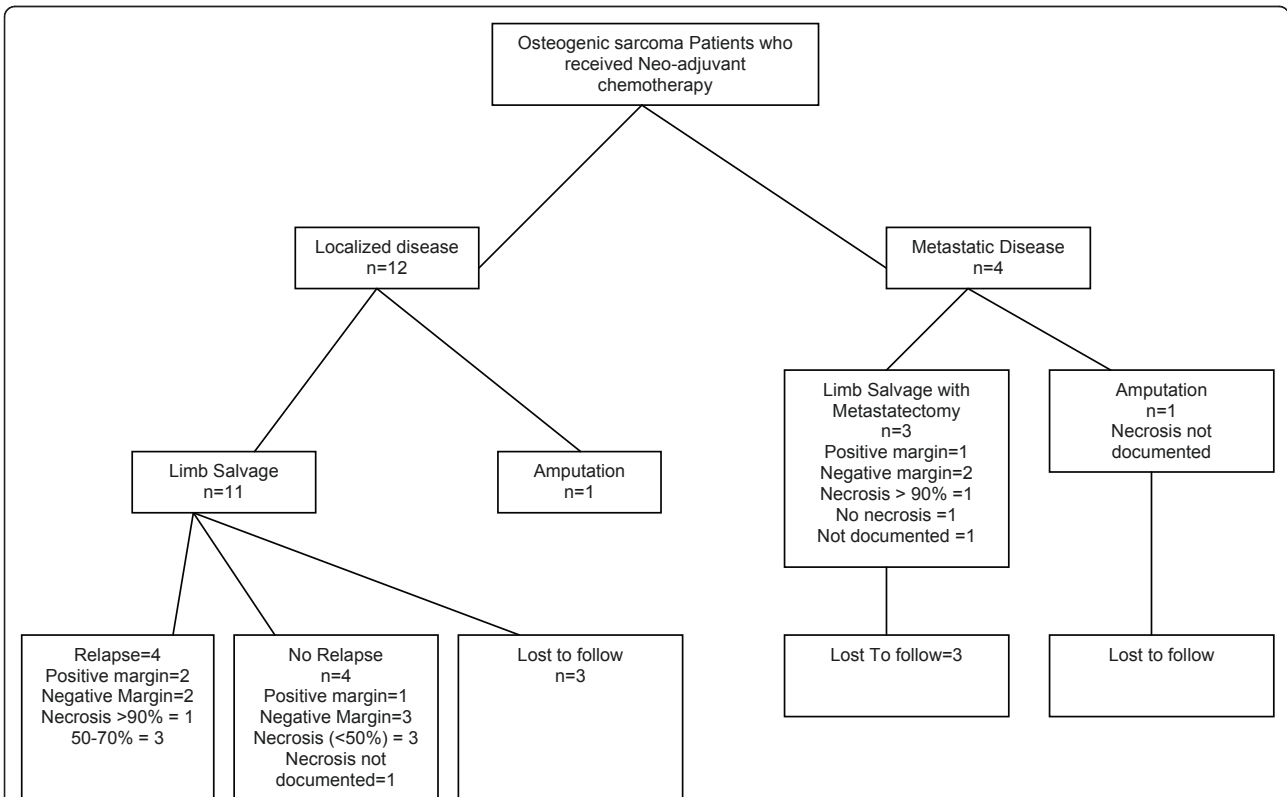 Osteogenic sarcoma Patients who
received Neo-adjuvant
chemotherapy
Localized disease
n=12
Metastatic Disease
n=4
Limb Salvage
n=11
Amputation
n=1
Limb Salvage with
Metastatectomy
n=3
Positive margin=1
Negative margin=2
Necrosis > 90% =1
No necrosis =1
Not documented =1
Amputation
n=1
Necrosis not
documented
Relapse=4
Positive margin=2
Negative Margin=2
Necrosis >90% = 1
50-70% = 3
No Relapse
n=4
Positive margin=1
Negative Margin=3
Necrosis (<50%) = 3
Necrosis not
documented=1
Lost to follow
n=3
Lost To follow=3
Lost to follow